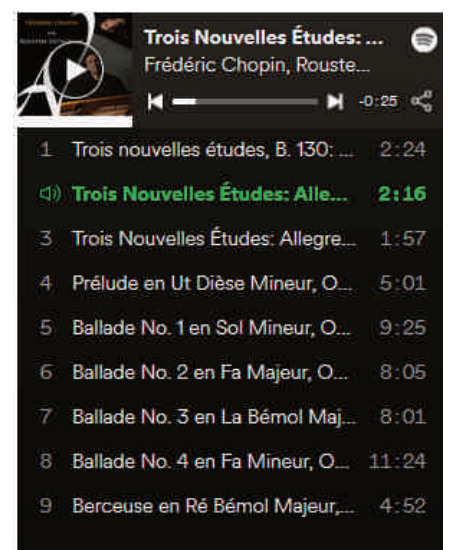 Trois Nouvelles Études: ...
Frédéric Chopin, Rouste...
-0:25
1 Trois nouvelles études, B. 130: ... 2:24
Trois Nouvelles Études: Alle... 2:16
3 Trois Nouvelles Études: Allegre... 1:57
4 Prélude en Ut Dièse Mineur, O... 5:01
5 Ballade No. 1 en Sol Mineur, O... 9:25
6 Ballade No. 2 en Fa Majeur, O... 8:05
7 Ballade No. 3 en La Bémol Maj... 8:01
8 Ballade No. 4 en Fa Mineur, O... 11:24
9 Berceuse en Ré Bémol Majeur,... 4:52